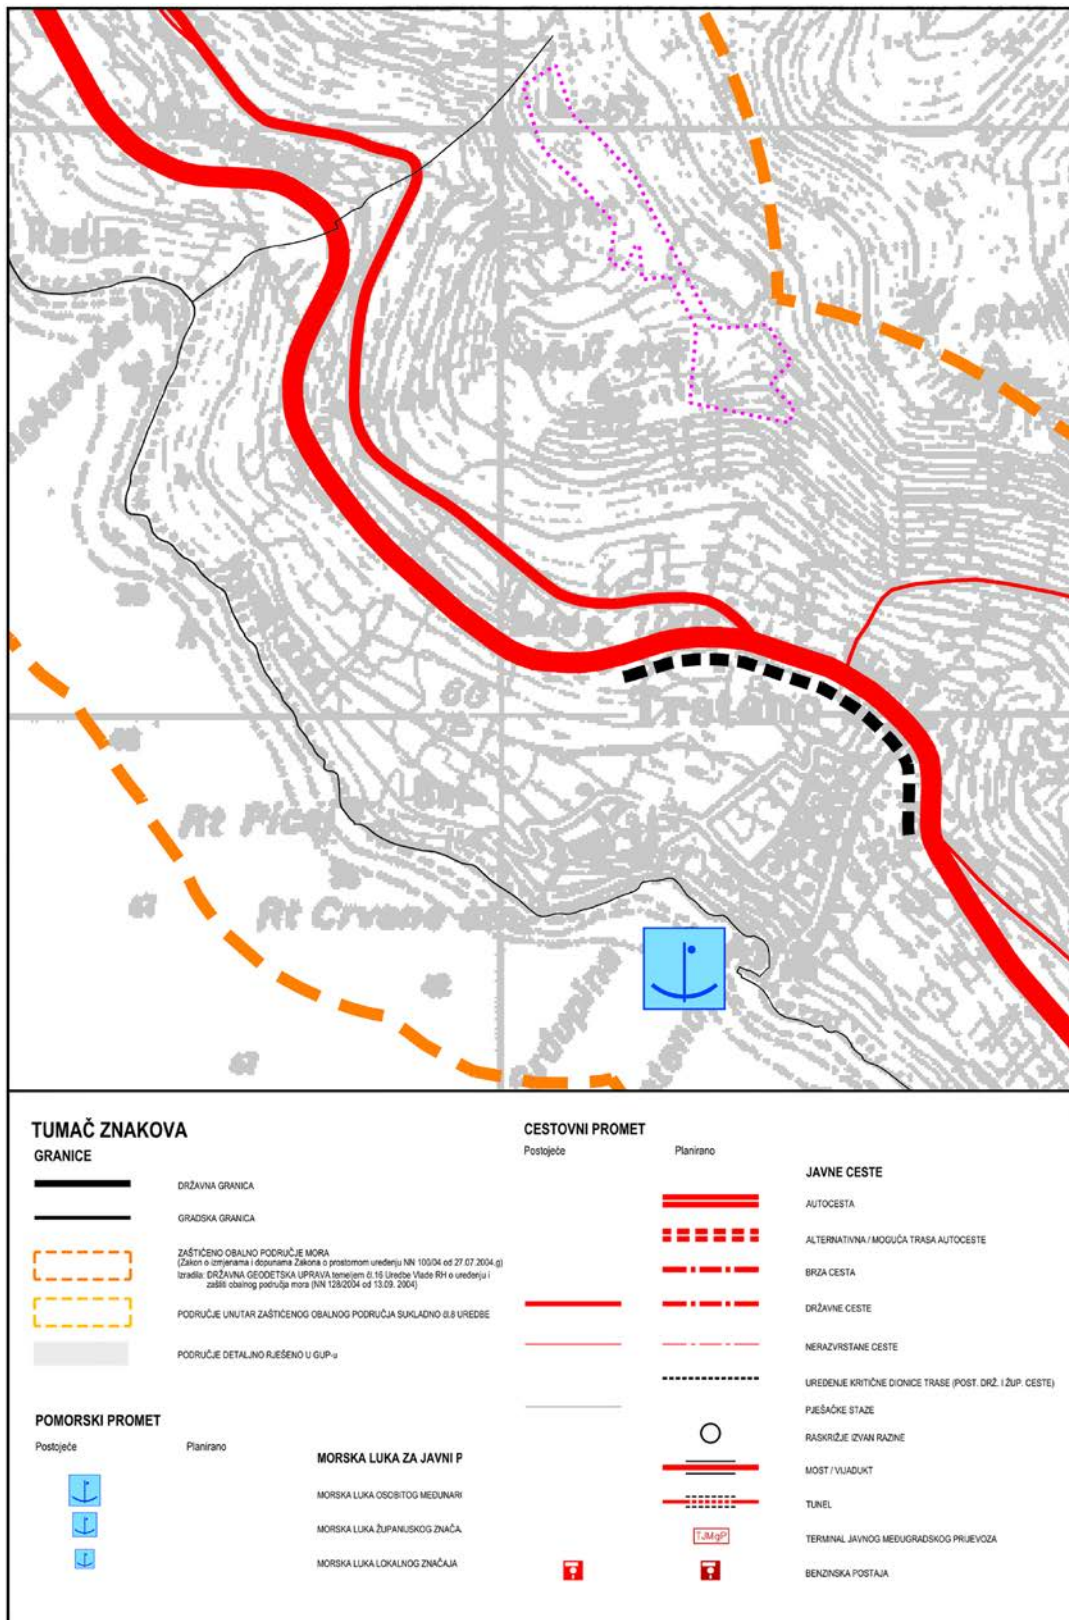 Rt Crveni
68
TUMAČ ZNAKOVA
GRANICE
DRŽAVNA GRANICA
GRADSKA GRANICA
ZAŠTIĆENO OBALNO PODRUČJE MORA
(Zakon o izmjenama i dopunama Zakona o prostornom uređenju NN 100/04 od 27.07.2004.g)
Izradila: DRŽAVNA GEODETSKA UPRAVA temeljem čl.16 Uredbe Vlade RH o uređenju i
zaštiti obalnog područja mora (NN 128/2004 od 13.09. 2004)
PODRUČJE UNUTAR ZAŠTIĆENOG OBALNOG PODRUČJA SUKLADNO čl.8 UREDBE
PODRUČJE DETALJNO RJEŠENO U GUP-u
POMORSKI PROMET
Postojeće Planirano
MORSKA LUKA ZA JAVNI P
MORSKA LUKA OSOBITOG MEĐUNAR
MORSKA LUKA ŽUPANIJSKOG ZNAČA
MORSKA LUKA LOKALNOG ZNAČAJA
CESTOVNI PROMET
Postojeće Planirano
JAVNE CESTE
AUTOCESTA
ALTERNATIVNA / MOGUĆA TRASA AUTOCESTE
BRZA CESTA
DRŽAVNE CESTE
NERAZVRSTANE CESTE
UREĐENJE KRITIČNE DIONICE TRASE (POST. DRŽ. I ŽUP. CESTE)
PJEŠAČKE STAZE
RASKRIŽJE IZVAN RAZINE
MOST / VIJADUKT
TUNEL
TJMgP
TERMINAL JAVNOG MEĐUGRADSKOG PRIJEVOZA
BENZINSKA POSTAJA